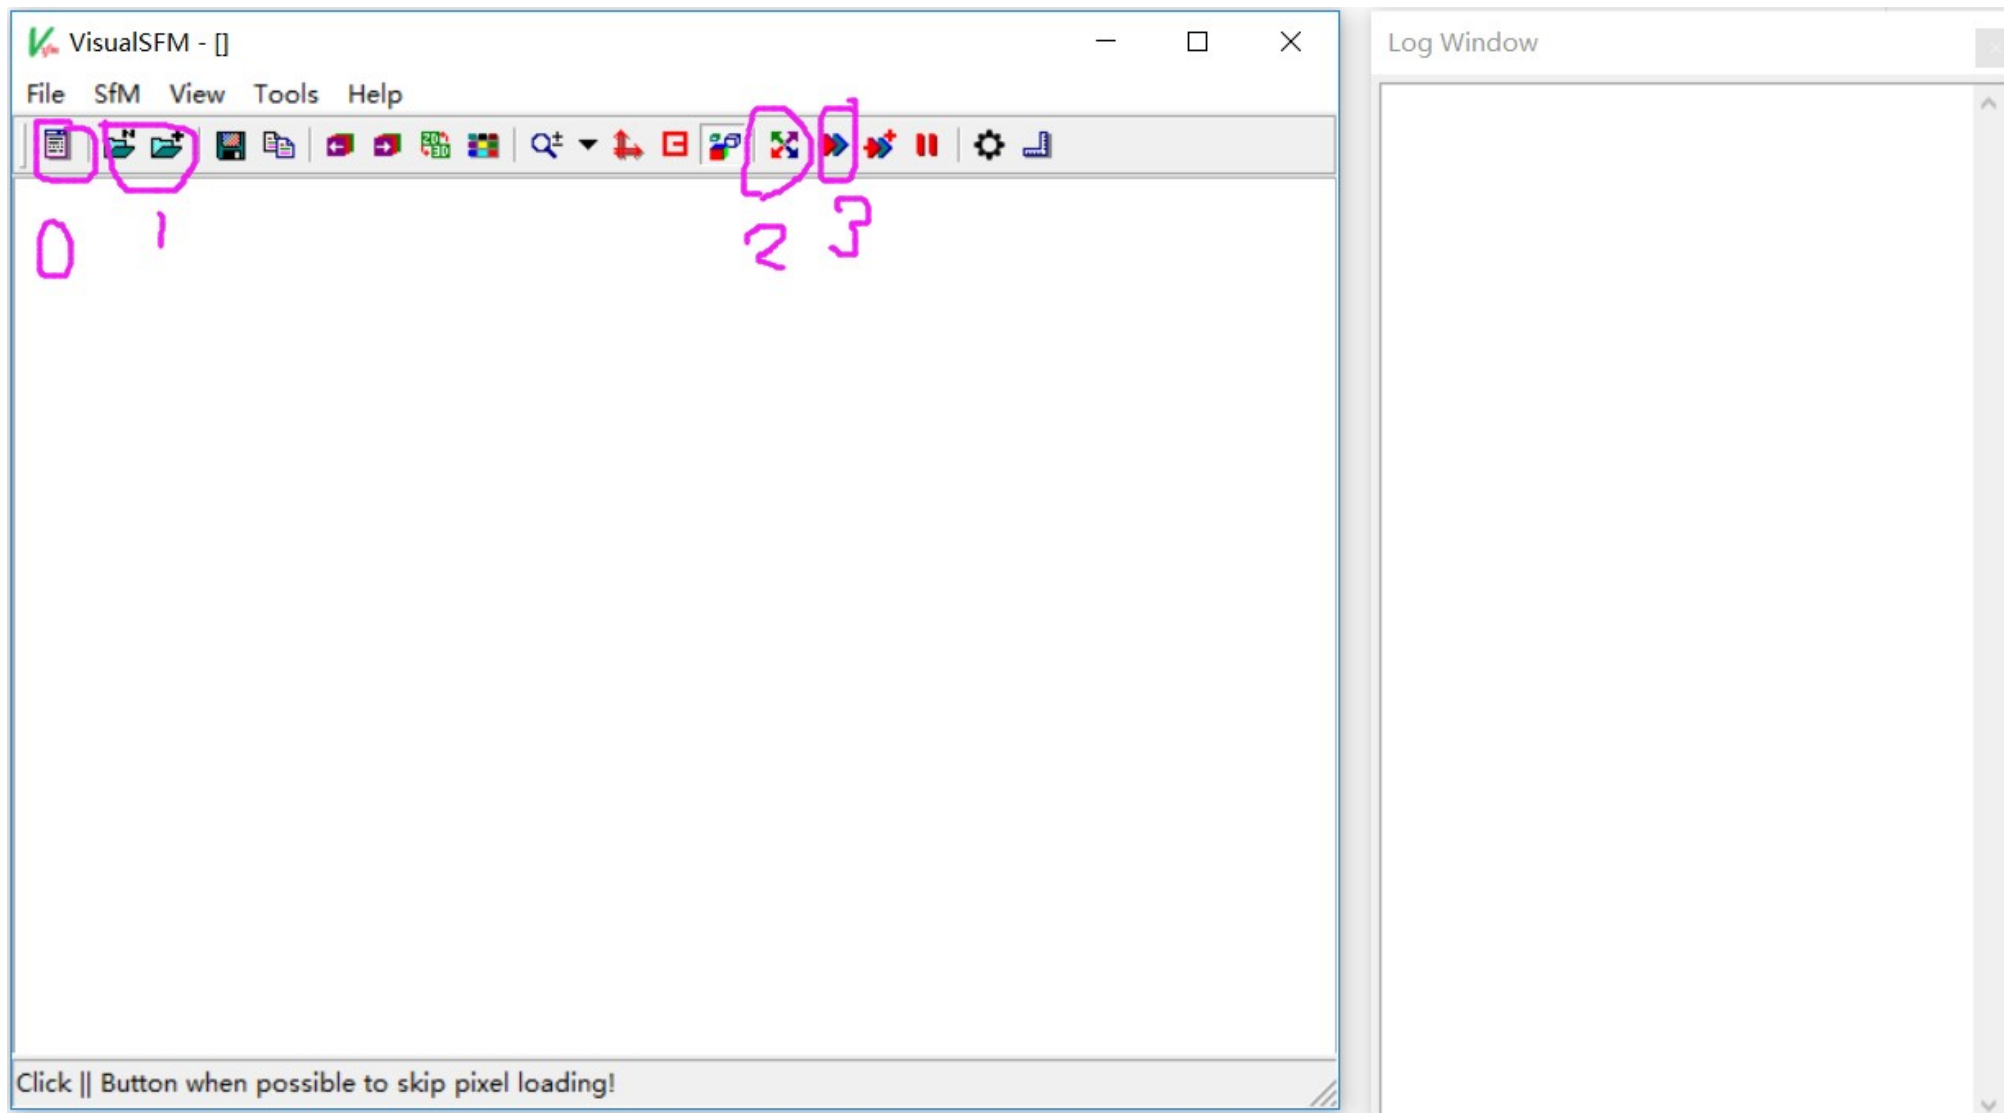 VisualSFM - []
Log Window
File SfM View Tools Help
0 1 2 3
Click || Button when possible to skip pixel loading!